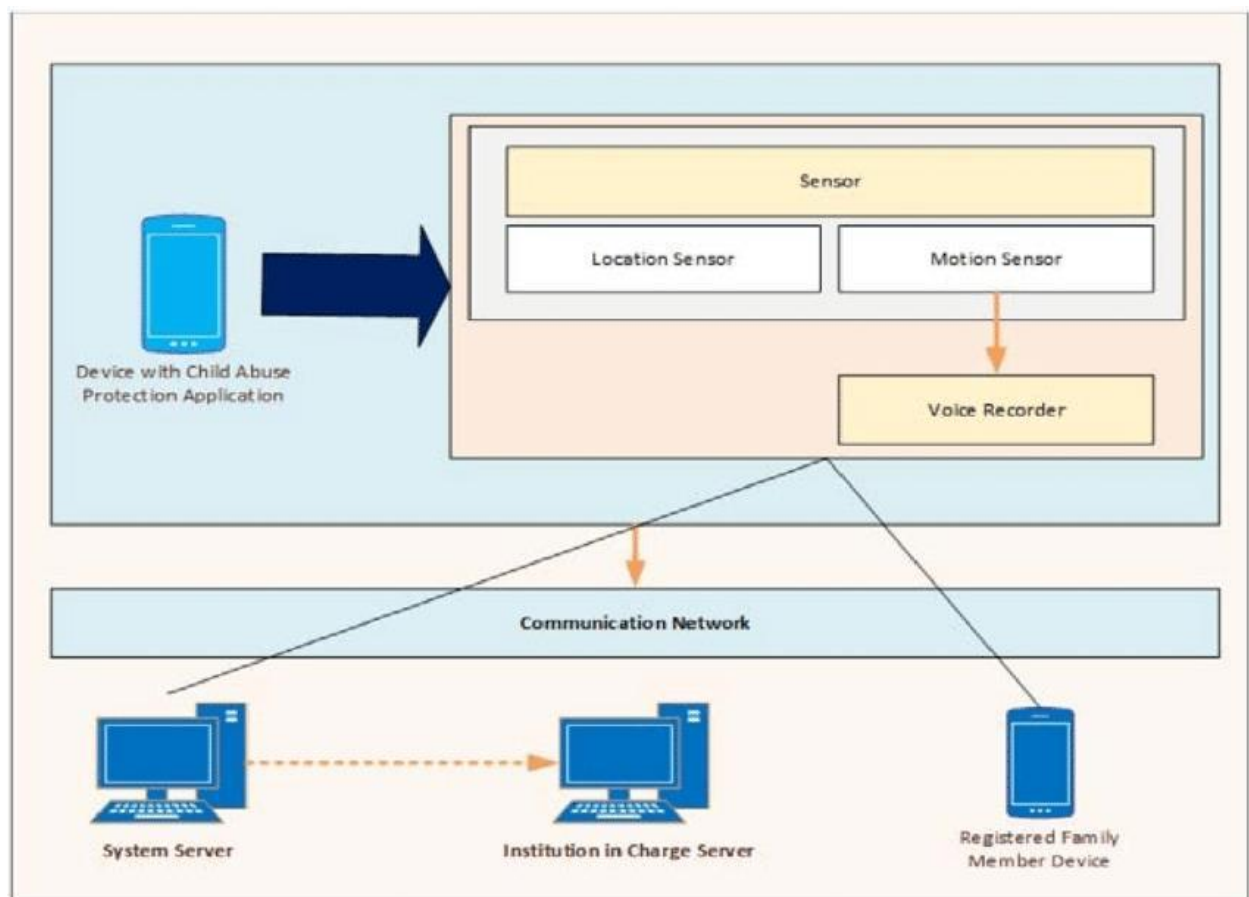 Sensor
Location Sensor
Motion Sensor
Device with Child Abuse
Protection Application
Voice Recorder
Communication Network
System Server
Institution in Charge Server
Registered Family
Member Device